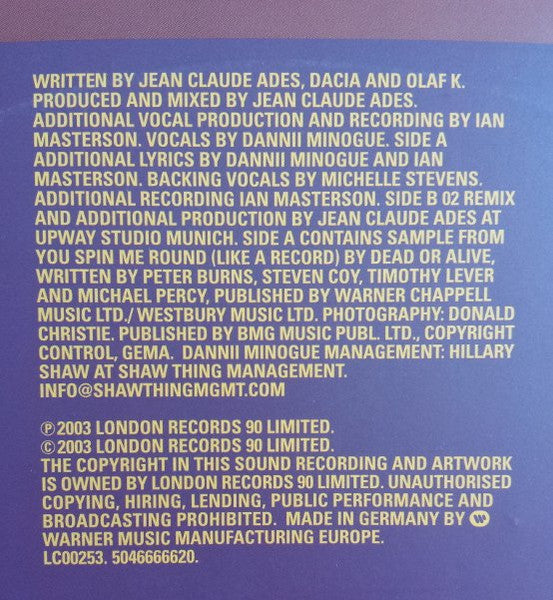 WRITTEN BY JEAN CLAUDE ADES, DACIA AND OLAF K.
PRODUCED AND MIXED BY JEAN CLAUDE ADES.
ADDITIONAL VOCAL PRODUCTION AND RECORDING BY IAN
MASTERSON. VOCALS BY DANNII MINOGUE. SIDE A
ADDITIONAL LYRICS BY DANNII MINOGUE AND IAN
MASTERSON. BACKING VOCALS BY MICHELLE STEVENS.
ADDITIONAL RECORDING IAN MASTERSON. SIDE B 02 REMIX
AND ADDITIONAL PRODUCTION BY JEAN CLAUDE ADES AT
UPWAY STUDIO MUNICH. SIDE A CONTAINS SAMPLE FROM
YOU SPIN ME ROUND (LIKE A RECORD) BY DEAD OR ALIVE,
WRITTEN BY PETER BURNS, STEVEN COY, TIMOTHY LEVER
AND MICHAEL PERCY, PUBLISHED BY WARNER CHAPPELL
MUSIC LTD./ WESTBURY MUSIC LTD. PHOTOGRAPHY: DONALD
CHRISTIE. PUBLISHED BY BMG MUSIC PUBL. LTD., COPYRIGHT
CONTROL, GEMA. DANNII MINOGUE MANAGEMENT: HILLARY
SHAW AT SHAW THING MANAGEMENT.
INFO@SHAWTHINGMGMT.COM
℗ 2003 LONDON RECORDS 90 LIMITED.
© 2003 LONDON RECORDS 90 LIMITED.
THE COPYRIGHT IN THIS SOUND RECORDING AND ARTWORK
IS OWNED BY LONDON RECORDS 90 LIMITED. UNAUTHORISED
COPYING, HIRING, LENDING, PUBLIC PERFORMANCE AND
BROADCASTING PROHIBITED. MADE IN GERMANY BY
WARNER MUSIC MANUFACTURING EUROPE.
LC00253. 5046666620.